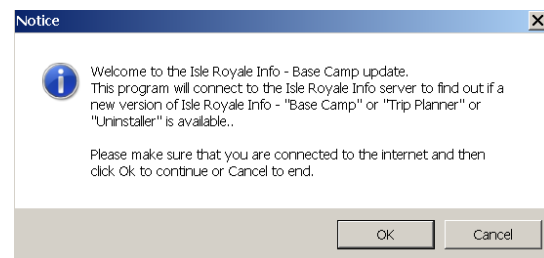 Notice
Welcome to the Isle Royale Info - Base Camp update.
This program will connect to the Isle Royale Info server to find out if a
new version of Isle Royale Info - "Base Camp" or "Trip Planner" or
"Uninstaller" is available..
Please make sure that you are connected to the internet and then
click Ok to continue or Cancel to end.
OK
Cancel